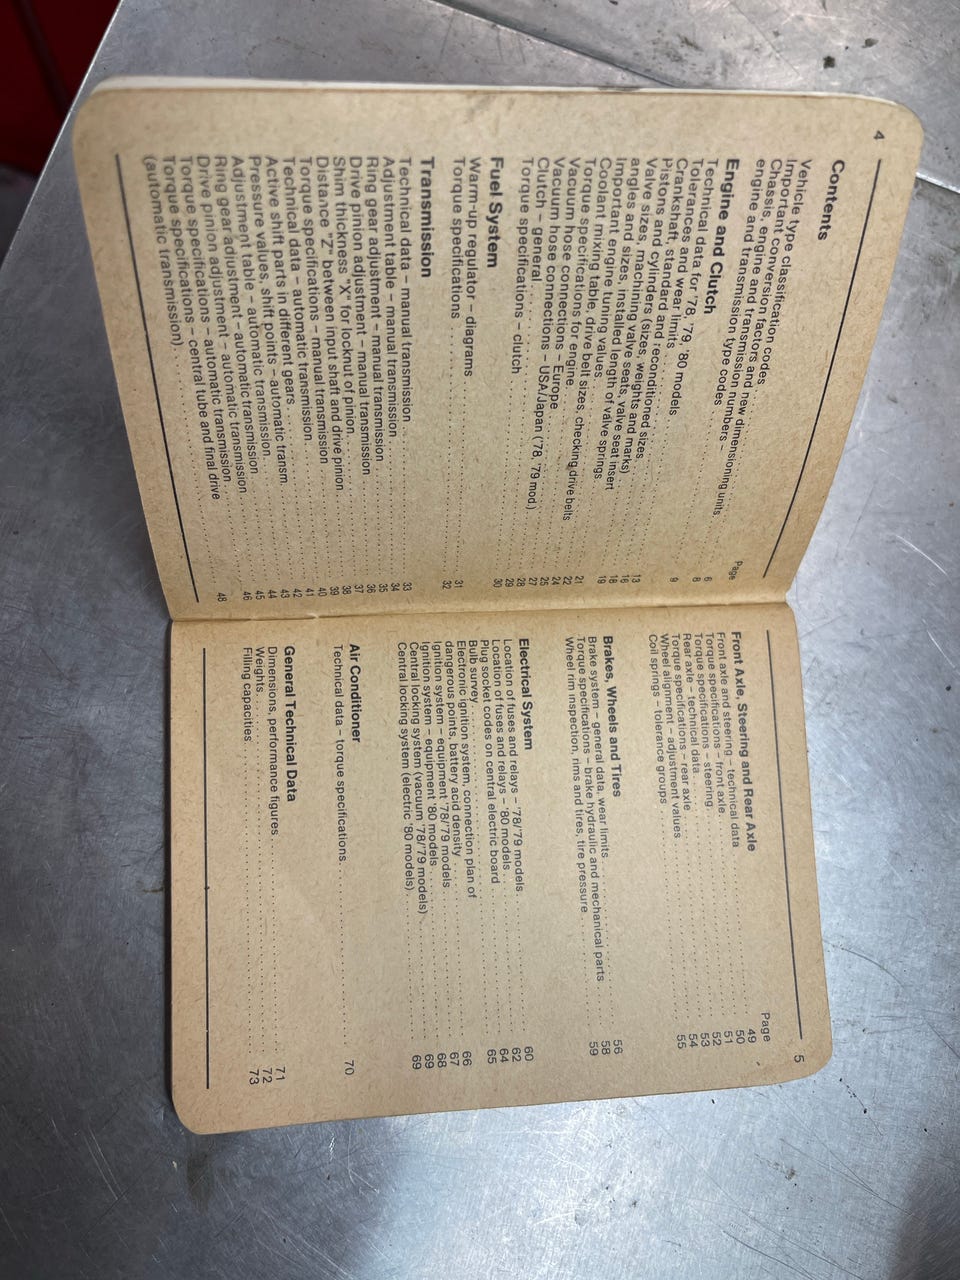 4
Contents
Page
Vehicle type classification codes 6
Important conversion factors and new dimensioning units 8
Chassis, engine and transmission numbers –
engine and transmission type codes 9
Engine and Clutch
Technical data for '78, '79, '80 models 13
Tolerances and wear limits 16
Crankshaft, standard and reconditioned sizes 18
Pistons and cylinders (sizes, weights and marks) 19
Valve sizes, machining valve seats, valve seat insert
angles and sizes, installed length of valve springs 21
Important engine tuning values 22
Coolant mixing table, drive belt sizes, checking drive belts 24
Torque specifications for engine 25
Vacuum hose connections – Europe 27
Vacuum hose connections – USA/Japan ('78, '79 mod.) 28
Clutch – general 29
Torque specifications – clutch 30
Fuel System
Warm-up regulator – diagrams 31
Torque specifications 32
Transmission
Technical data – manual transmission 33
Adjustment table – manual transmission 34
Ring gear adjustment – manual transmission 35
Drive pinion adjustment – manual transmission 36
Shim thickness "X" for locknut of pinion 37
Distance "Z" between input shaft and drive pinion 38
Torque specifications – manual transmission 39
Technical data – automatic transmission 40
Active shift parts in different gears 41
Pressure values, shift points – automatic transm. 42
Adjustment table – automatic transmission 43
Ring gear adjustment – automatic transmission 44
Drive pinion adjustment – automatic transmission 45
Torque specifications – automatic transmission 46
Torque specifications – central tube and final drive
(automatic transmission) 48
5
Page
Front Axle, Steering and Rear Axle
Front axle and steering – technical data 49
Torque specifications – front axle 50
Torque specifications – steering 51
Rear axle – technical data 52
Torque specifications – rear axle 53
Wheel alignment – adjustment values 54
Coil springs – tolerance groups 55
Brakes, Wheels and Tires
Brake system – general data, wear limits 56
Torque specifications – brake hydraulic and mechanical parts 58
Wheel rim inspection, rims and tires, tire pressure 59
Electrical System
Location of fuses and relays – '78/'79 models 60
Location of fuses and relays – '80 models 62
Plug socket codes on central electric board 64
Bulb survey 65
Electronic ignition system, connection plan of
dangerous points, battery acid density 66
Ignition system – equipment '78/'79 models 67
Ignition system – equipment '80 models 68
Central locking system (vacuum '78/'79 models) 69
Central locking system (electric '80 models) 69
Air Conditioner
Technical data – torque specifications 70
General Technical Data
Dimensions, performance figures 71
Weights 72
Filling capacities 73